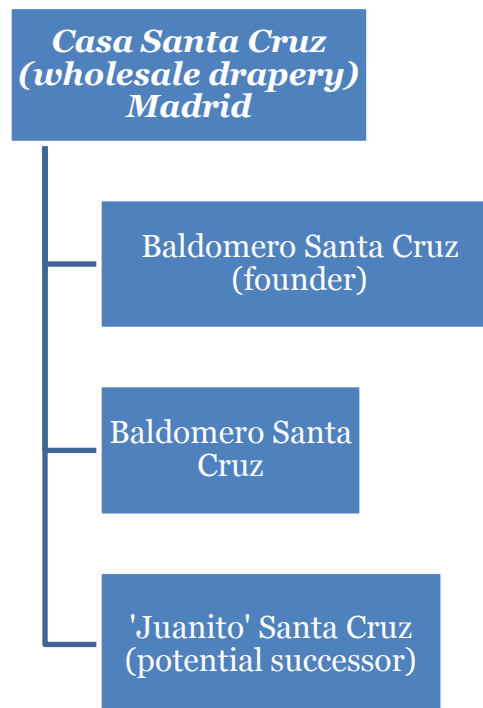 Casa Santa Cruz
(wholesale drapery)
Madrid
Baldomero Santa Cruz
(founder)
Baldomero Santa
Cruz
'Juanito' Santa Cruz
(potential successor)